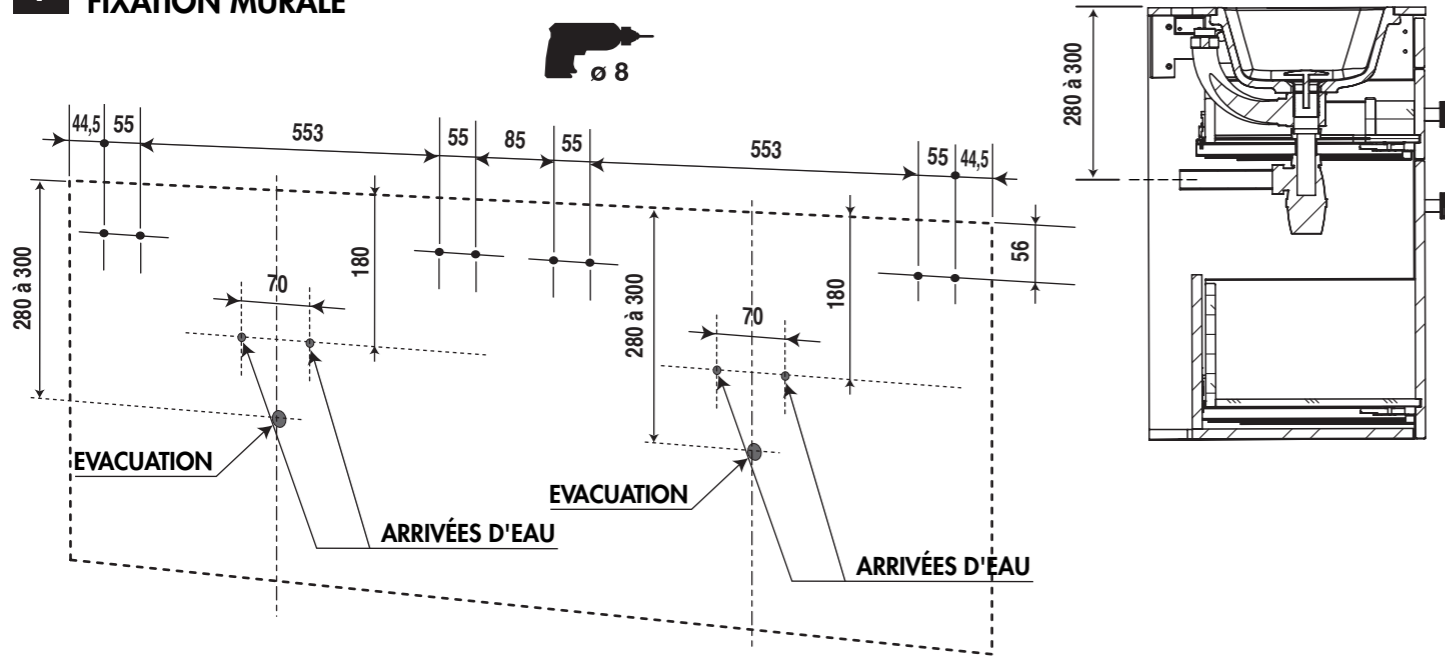 FIXATION MURALE
ø 8
44,5 55 553 55 85 55 553 55 44,5
280 à 300
180
70
280 à 300
180
70
56
EVACUATION
ARRIVÉES D'EAU
EVACUATION
ARRIVÉES D'EAU
280 à 300